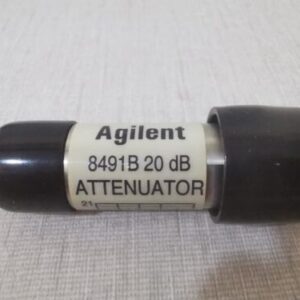 Agilent
8491B 20 dB
ATTENUATOR
21